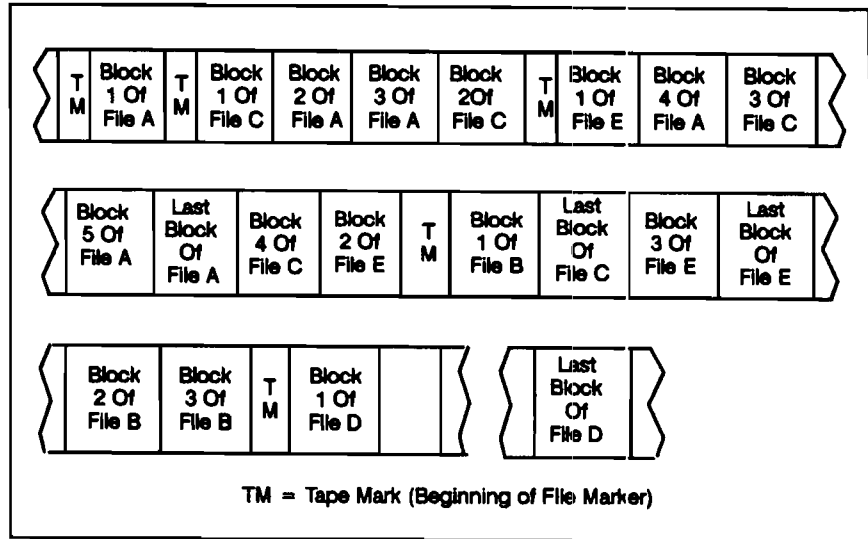 T M
Block 1 Of File A
T M
Block 1 Of File C
Block 2 Of File A
Block 3 Of File A
Block 2Of File C
T M
Block 1 Of File E
Block 4 Of File A
Block 3 Of File C
Block 5 Of File A
Last Block Of File A
Block 4 Of File C
Block 2 Of File E
T M
Block 1 Of File B
Last Block Of File C
Block 3 Of File E
Last Block Of File E
Block 2 Of File B
Block 3 Of File B
T M
Block 1 Of File D
Last Block Of File D
TM = Tape Mark (Beginning of File Marker)